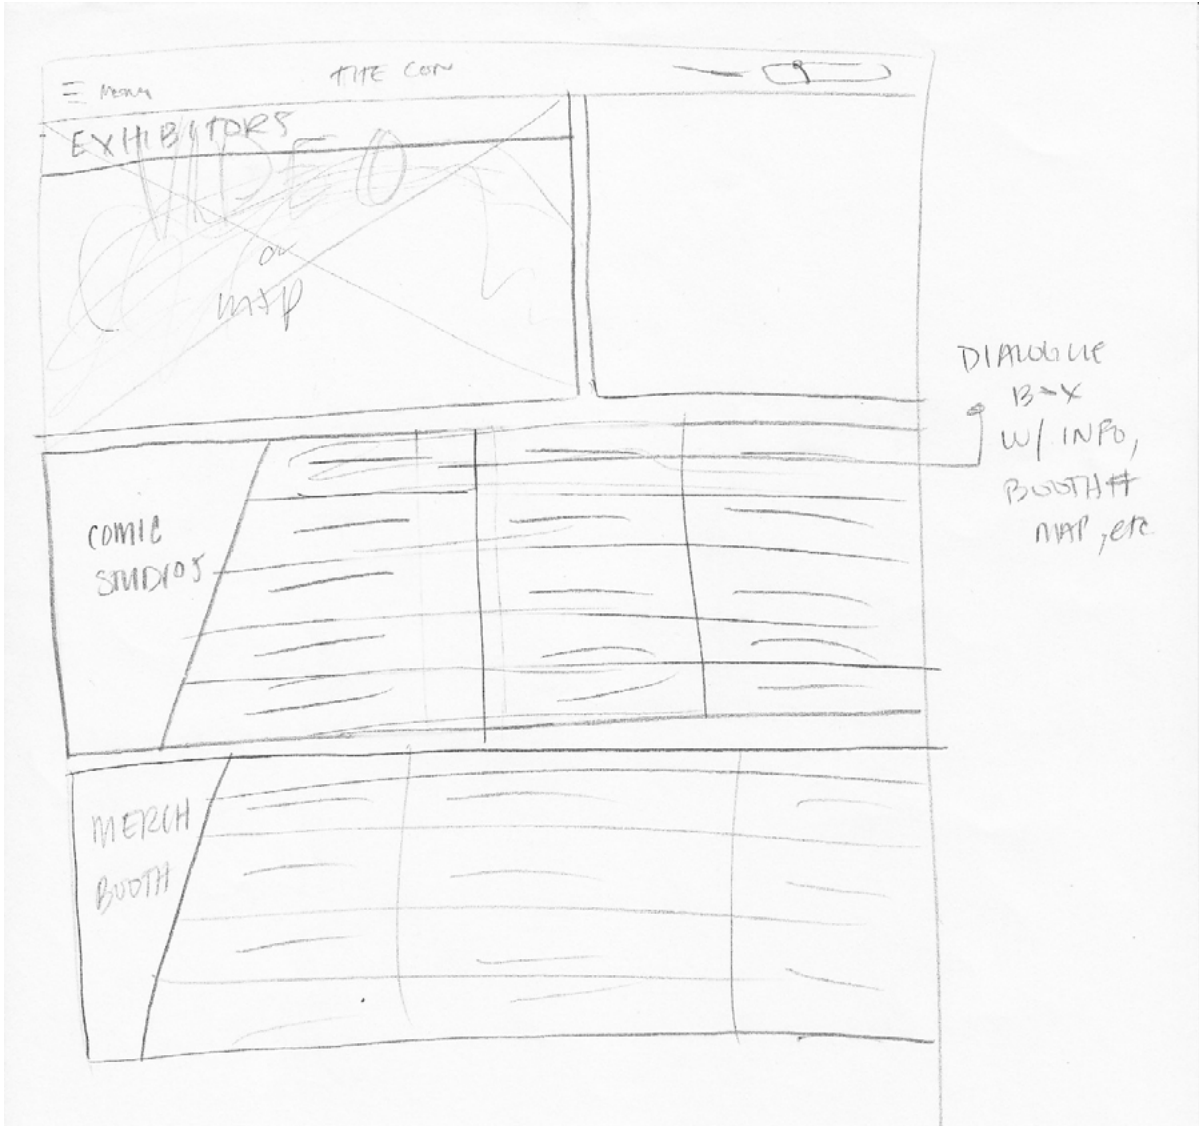 ☰ Menu
THE CON
EXHIBITORS
VIDEO
or
map
DIALOGUE
BOX
W/ INFO,
BOOTH #
MAP, etc
COMIC
STUDIOS
MERCH
BOOTH